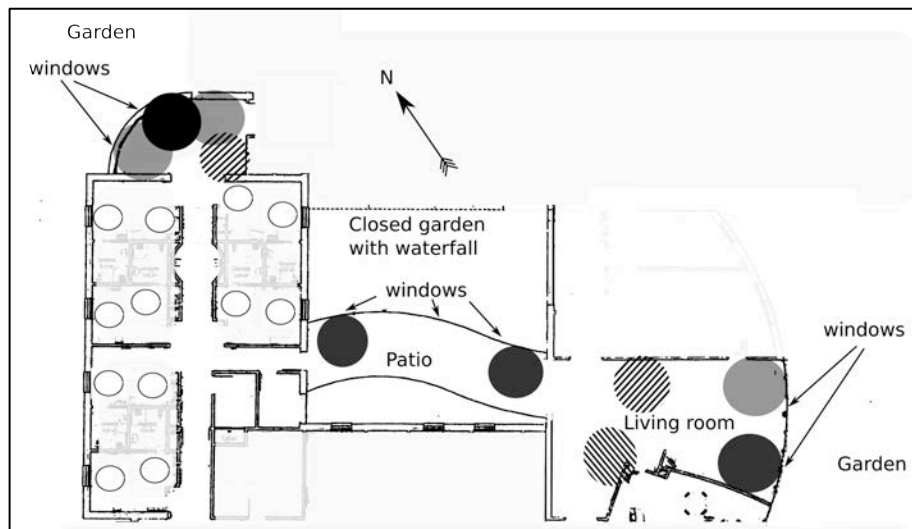 Garden
windows
N
Closed garden
with waterfall
windows
Patio
windows
Living room
Garden